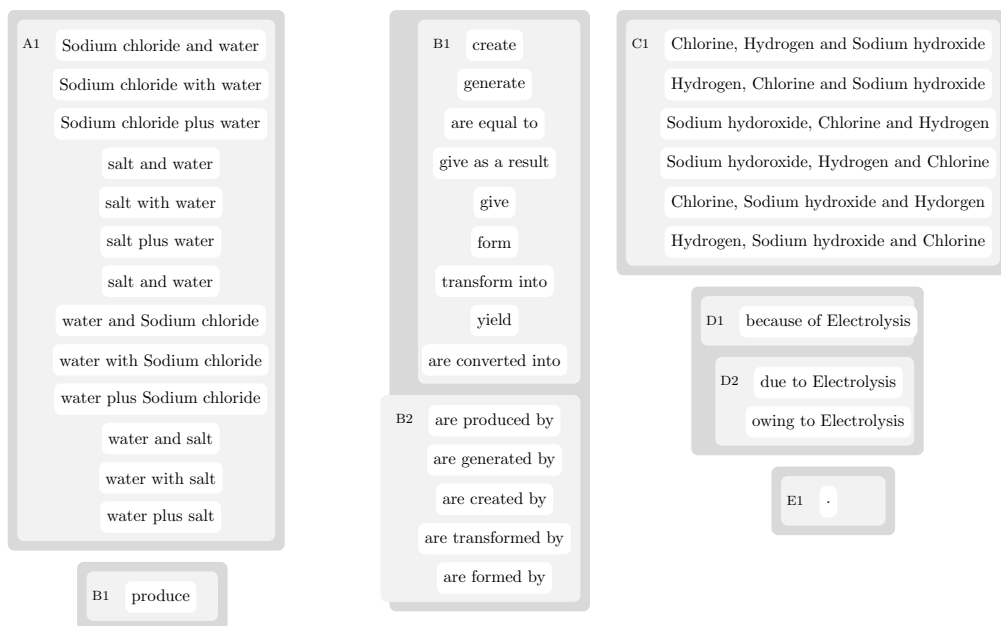 A1 Sodium chloride and water
Sodium chloride with water
Sodium chloride plus water
salt and water
salt with water
salt plus water
salt and water
water and Sodium chloride
water with Sodium chloride
water plus Sodium chloride
water and salt
water with salt
water plus salt
B1 produce
B1 create
generate
are equal to
give as a result
give
form
transform into
yield
are converted into
B2 are produced by
are generated by
are created by
are transformed by
are formed by
C1 Chlorine, Hydrogen and Sodium hydroxide
Hydrogen, Chlorine and Sodium hydroxide
Sodium hydoroxide, Chlorine and Hydrogen
Sodium hydoroxide, Hydrogen and Chlorine
Chlorine, Sodium hydroxide and Hydorgen
Hydrogen, Sodium hydroxide and Chlorine
D1 because of Electrolysis
D2 due to Electrolysis
owing to Electrolysis
E1 .